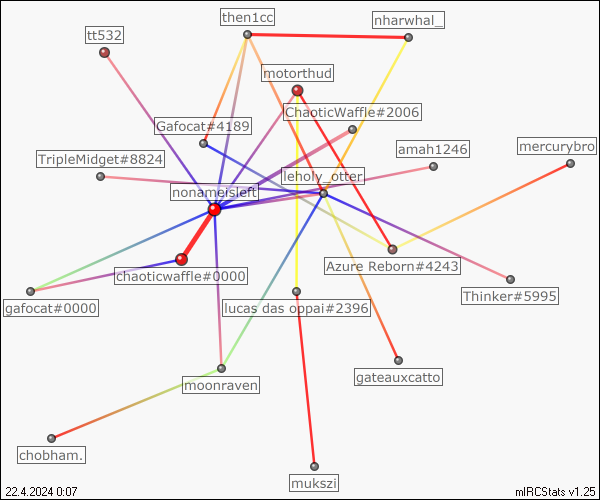 then1cc
nharwhal_
tt532
motorthud
ChaoticWaffle#2006
Gafocat#4189
amah1246
mercurybro
TripleMidget#8824
leholy_otter
nonamersleft
Azure Reborn#4243
chaoticwaffle#0000
Thinker#5995
gafocat#0000
lucas das oppai#2396
gateauxcatto
moonraven
chobham.
mukszi
22.4.2024 0:07
mIRCStats v1.25